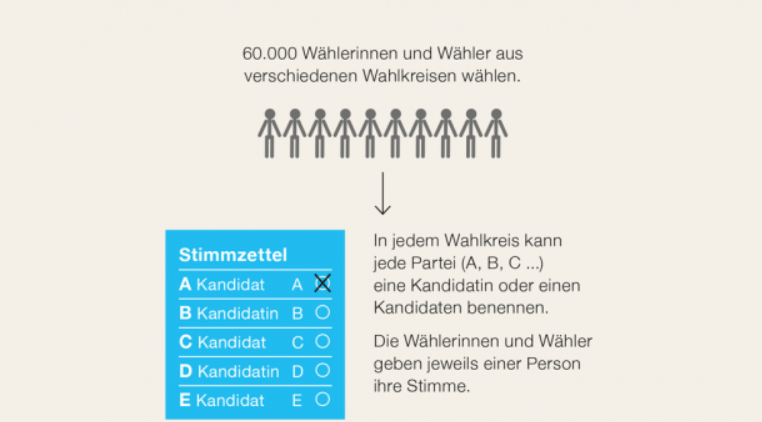 60.000 Wählerinnen und Wähler aus
verschiedenen Wahlkreisen wählen.
Stimmzettel
A Kandidat A
B Kandidatin B
C Kandidat C
D Kandidatin D
E Kandidat E
In jedem Wahlkreis kann
jede Partei (A, B, C ...)
eine Kandidatin oder einen
Kandidaten benennen.
Die Wählerinnen und Wähler
geben jeweils einer Person
ihre Stimme.